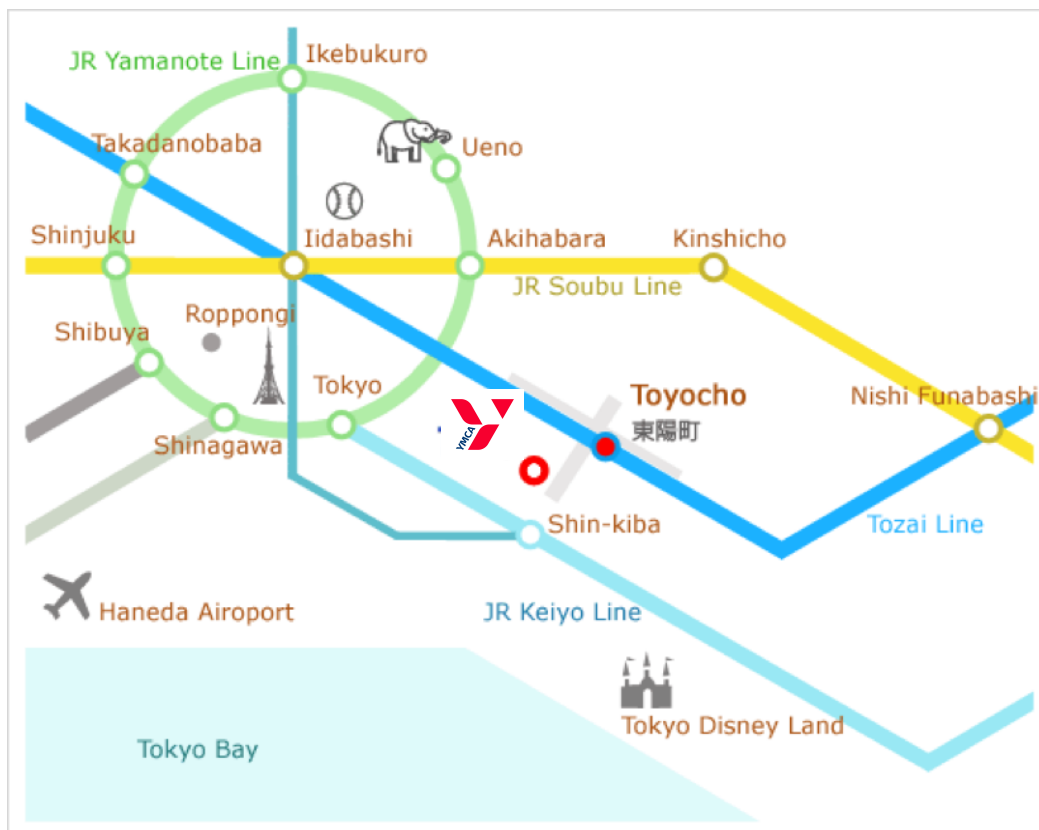 Ikebukuro
JR Yamanote Line
Takadanobaba
Ueno
Shinjuku
Iidabashi
Akihabara
Kinshicho
JR Soubu Line
Roppongi
Shibuya
Tokyo
YMCA
Toyocho
東陽町
Nishi Funabashi
Shinagawa
Shin-kiba
Tozai Line
Haneda Airoport
JR Keiyo Line
Tokyo Disney Land
Tokyo Bay